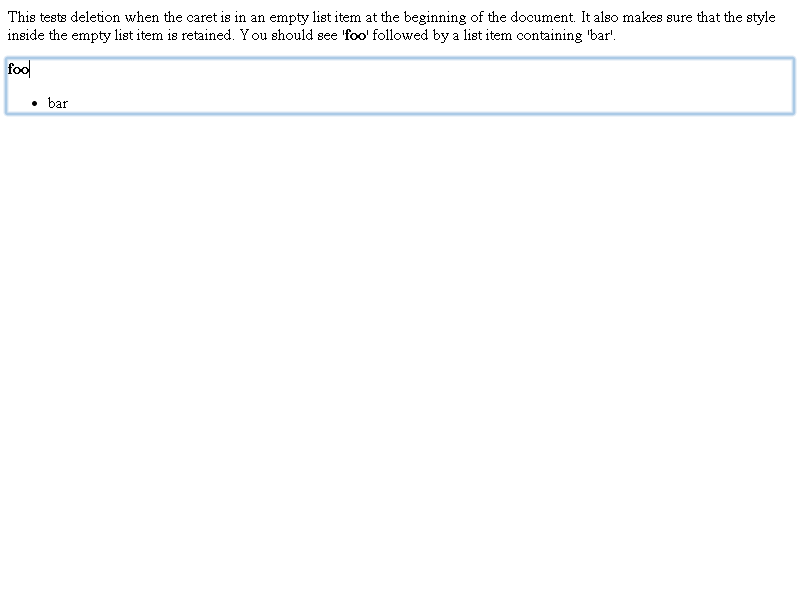 This tests deletion when the caret is in an empty list item at the beginning of the document. It also makes sure that the style
inside the empty list item is retained. You should see 'foo' followed by a list item containing 'bar'.
foo
• bar